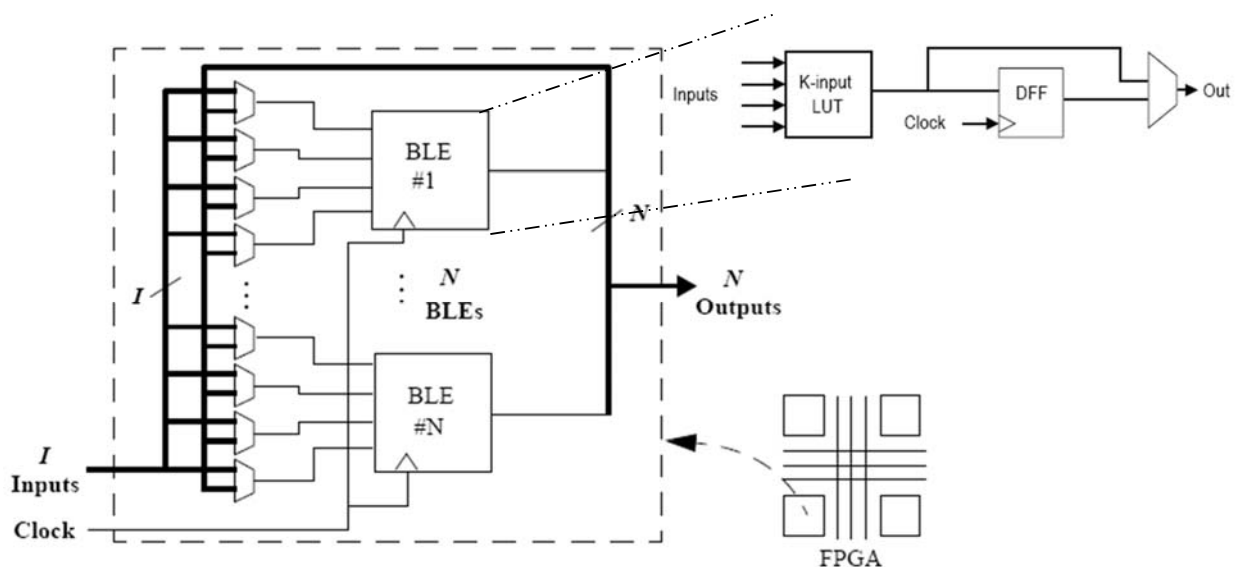 BLE
#1
I
N
BLEs
N
N
Outputs
BLE
#N
I
Inputs
Clock
Inputs
K-input
LUT
DFF
Clock
Out
FPGA